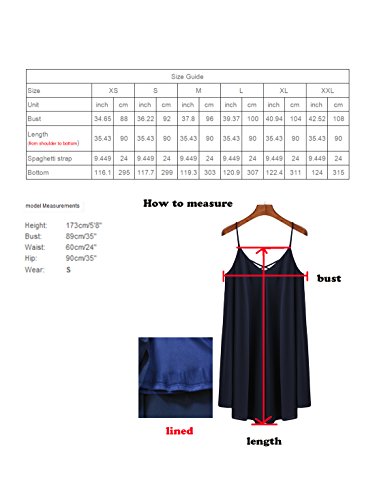 Size Guide
Size XS S M L XL XXL
Unit inch cm inch cm inch cm inch cm inch cm inch cm
Bust 34.65 88 36.22 92 37.8 96 39.37 100 40.94 104 42.52 108
Length
(from shoulder to bottom) 35.43 90 35.43 90 35.43 90 35.43 90 35.43 90 35.43 90
Spaghetti strap 9.449 24 9.449 24 9.449 24 9.449 24 9.449 24 9.449 24
Bottom 116.1 295 117.7 299 119.3 303 120.9 307 122.4 311 124 315
model Measurements
Height: 173cm/5'8"
Bust: 89cm/35"
Waist: 60cm/24"
Hip: 90cm/35"
Wear: S
How to measure
bust
lined
length